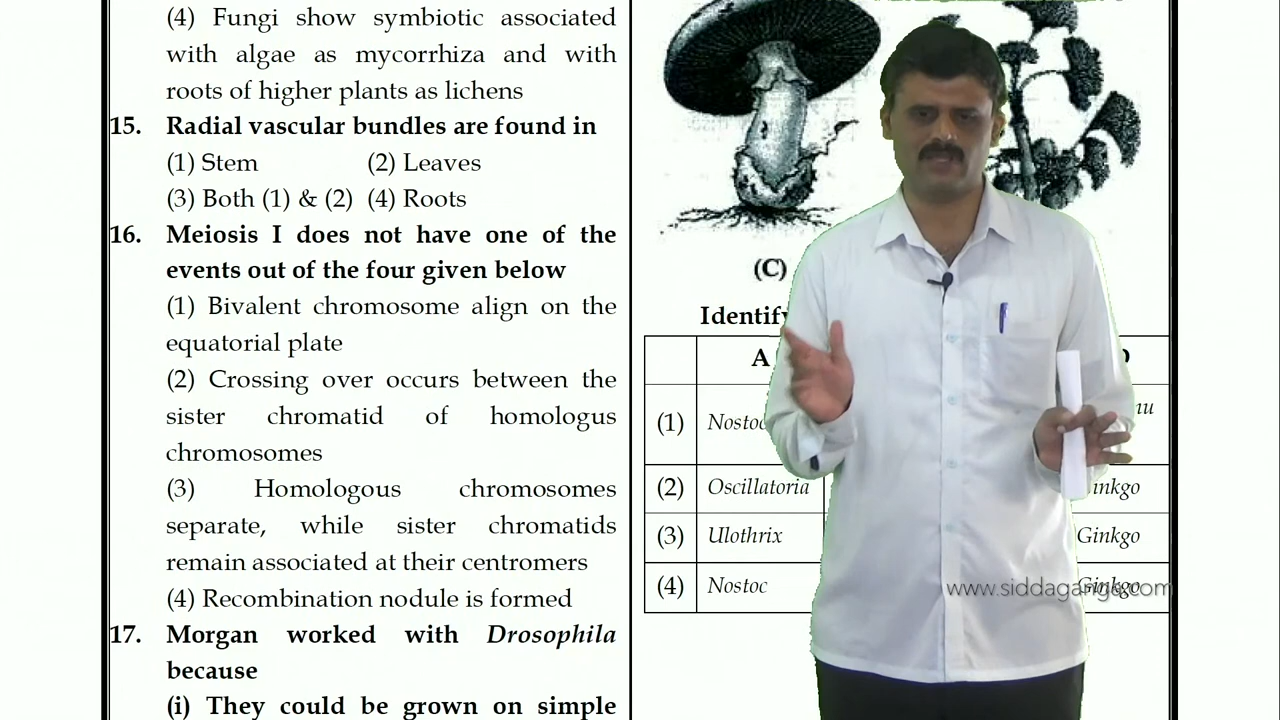 (4) Fungi show symbiotic associated
with algae as mycorrhiza and with
roots of higher plants as lichens
15. Radial vascular bundles are found in
(1) Stem (2) Leaves
(3) Both (1) & (2) (4) Roots
16. Meiosis I does not have one of the
events out of the four given below
(1) Bivalent chromosome align on the
equatorial plate
(2) Crossing over occurs between the
sister chromatid of homologus
chromosomes
(3) Homologous chromosomes
separate, while sister chromatids
remain associated at their centromers
(4) Recombination nodule is formed
17. Morgan worked with Drosophila
because
(i) They could be grown on simple
(C)
Identify
A D
(1) Nostoc
(2) Oscillatoria
(3) Ulothrix Ginkgo
(4) Nostoc Ginkgo
www.siddaganga.com